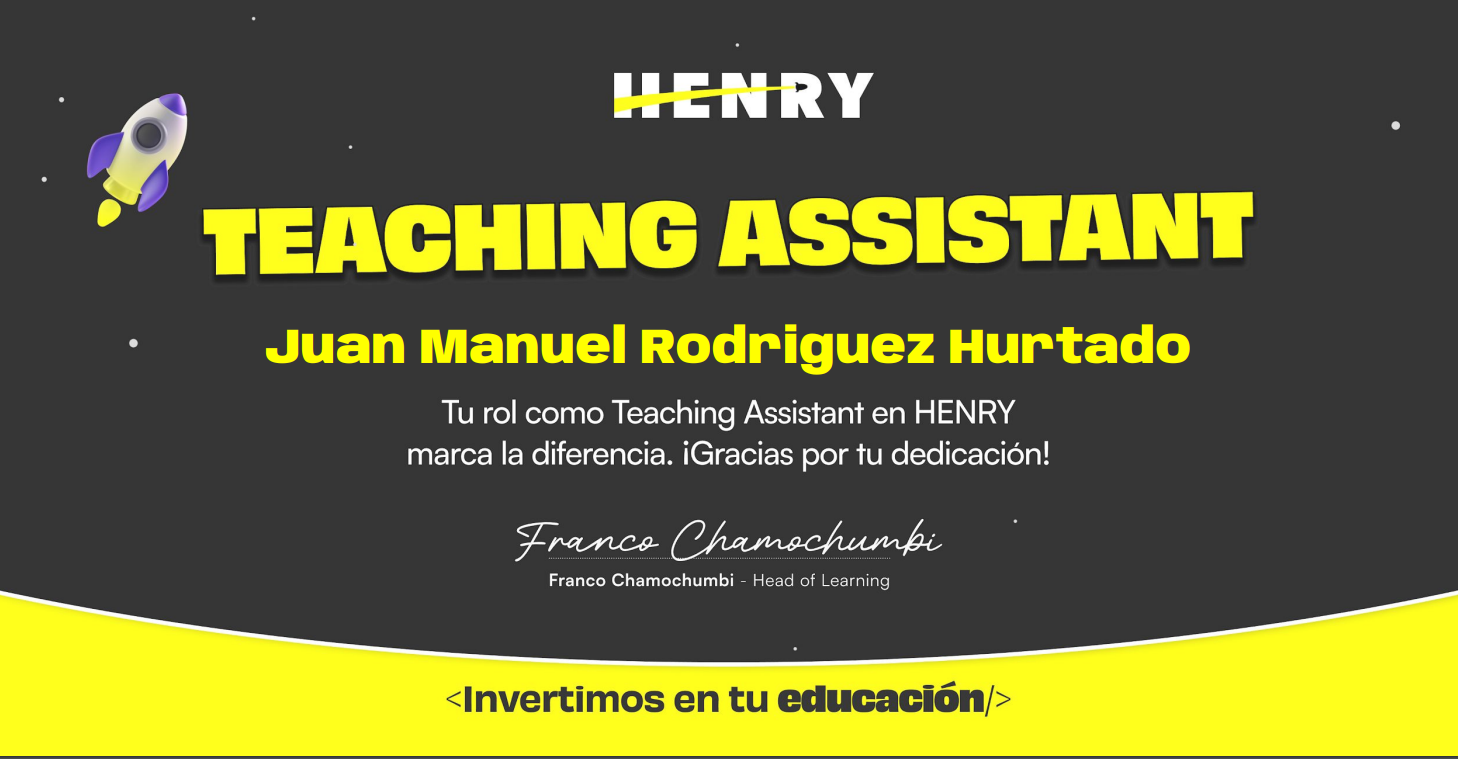 HENRY
TEACHING ASSISTANT
Juan Manuel Rodriguez Hurtado
Tu rol como Teaching Assistant en HENRY
marca la diferencia. ¡Gracias por tu dedicación!
Franco Chamochumbi
Franco Chamochumbi - Head of Learning
<Invertimos en tu educación/>